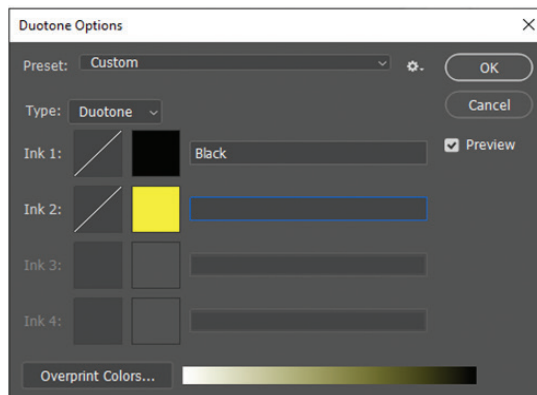 Duotone Options
Preset: Custom
OK
Type: Duotone
Cancel
Ink 1: Black
Preview
Ink 2:
Ink 3:
Ink 4:
Overprint Colors...